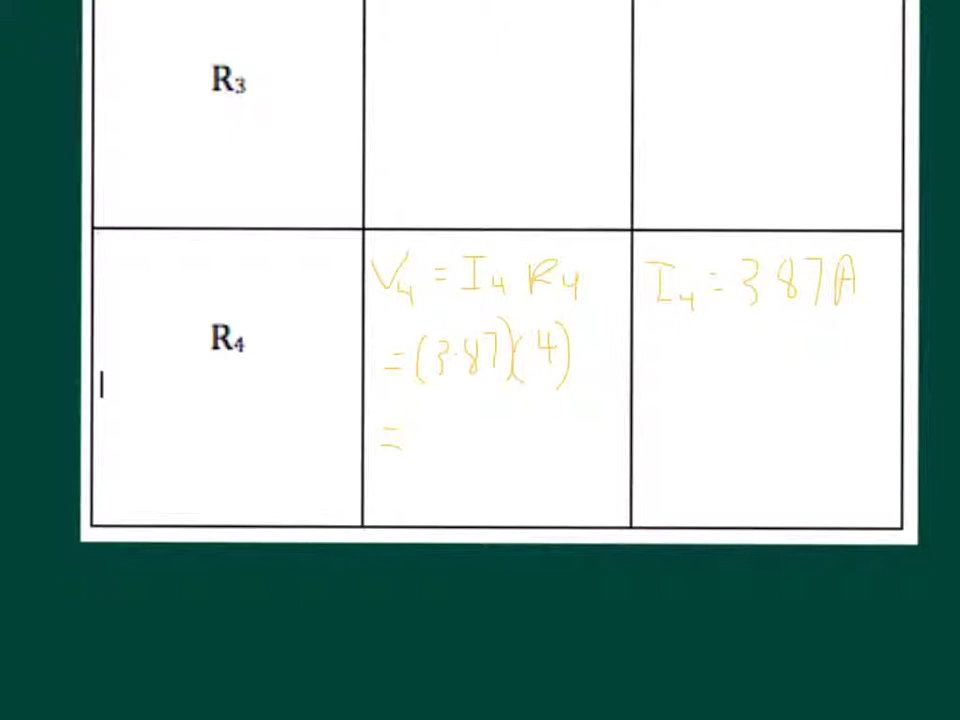 R₃
V₄ = I₄ R₄
I₄ = 3.87A
= (3.87)(4)
R₄
=